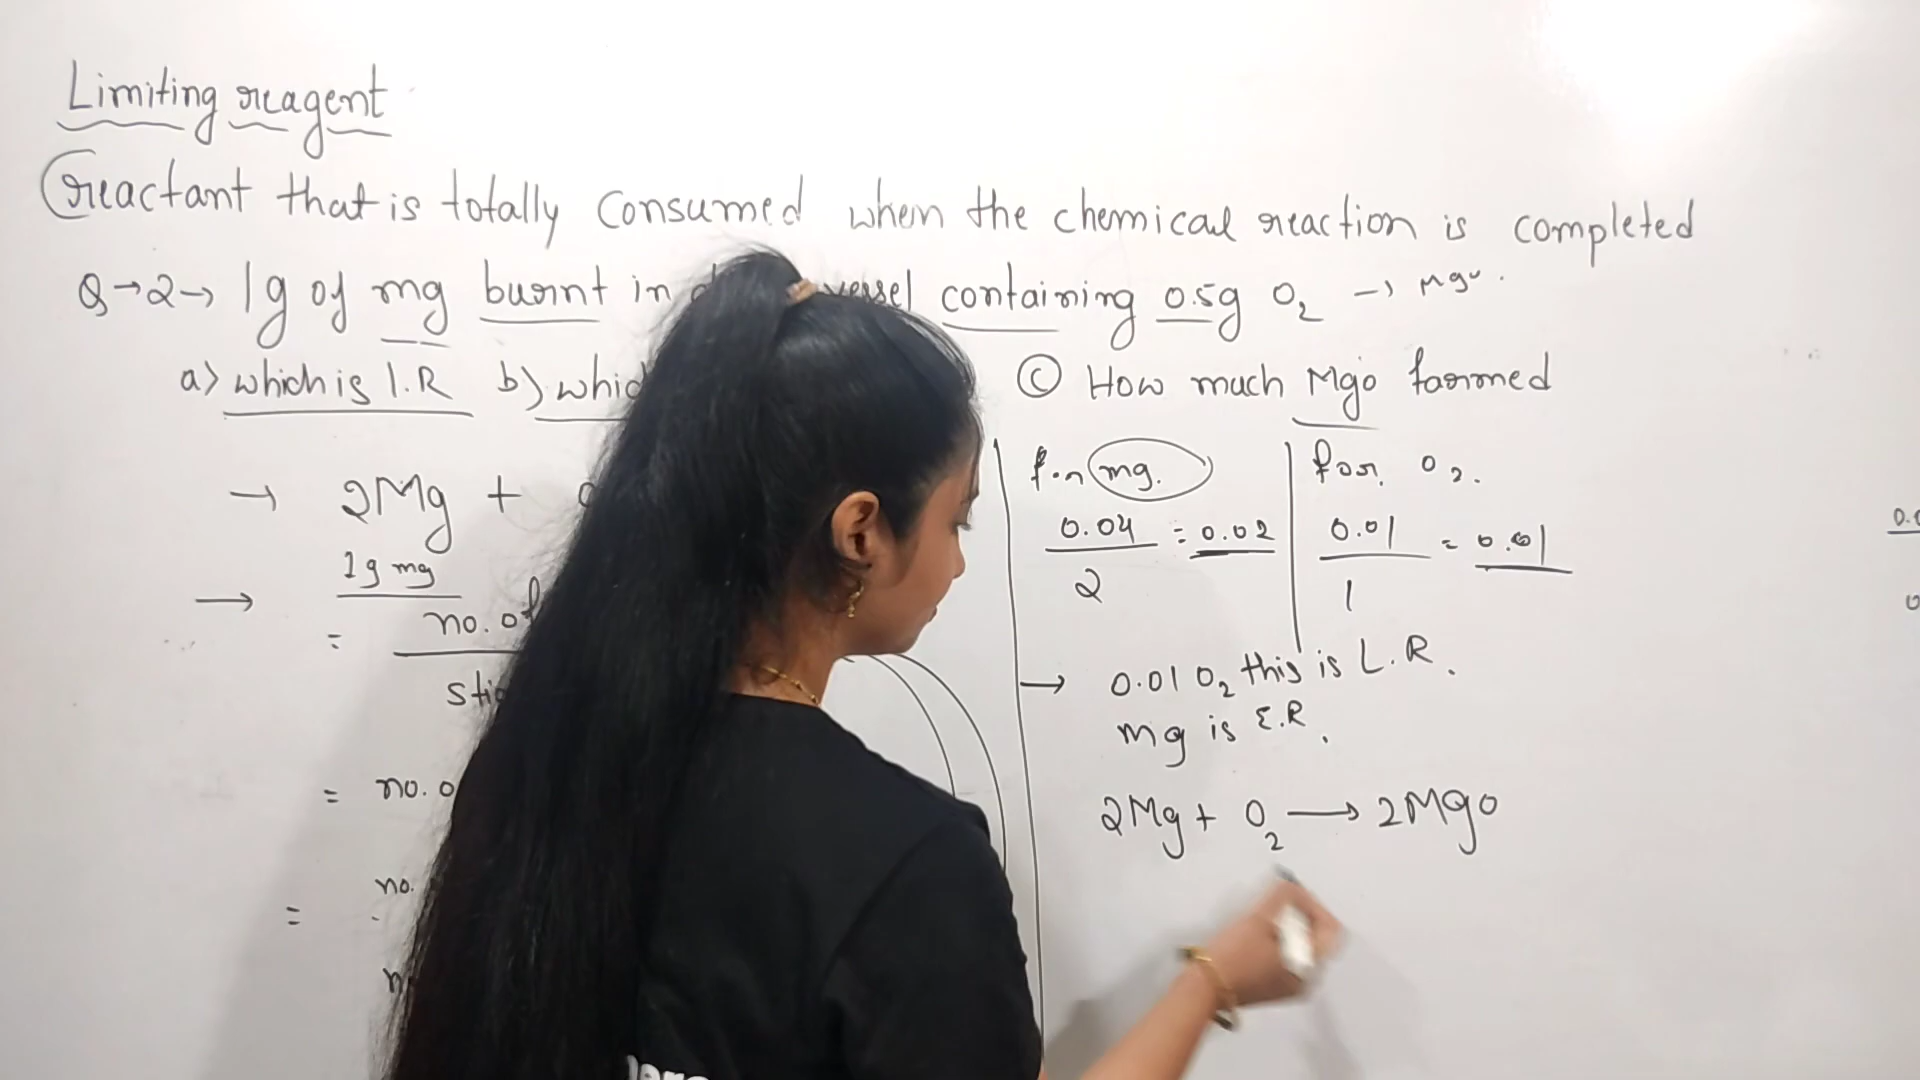 Limiting reagent
reactant that is totally consumed when the chemical reaction is completed
Q→2→ 1g of mg burnt in vessel containing 0.5g O₂ →
a) which is L.R b) © How much Mgo formed
→ 2Mg +
1g mg
→
= no. of
= no.
= no.
for mg.
0.04 = 0.02
2
for O₂.
0.01 = 0.01
1
→ 0.01 O₂ this is L.R.
mg is E.R.
2Mg + O₂ → 2MgO